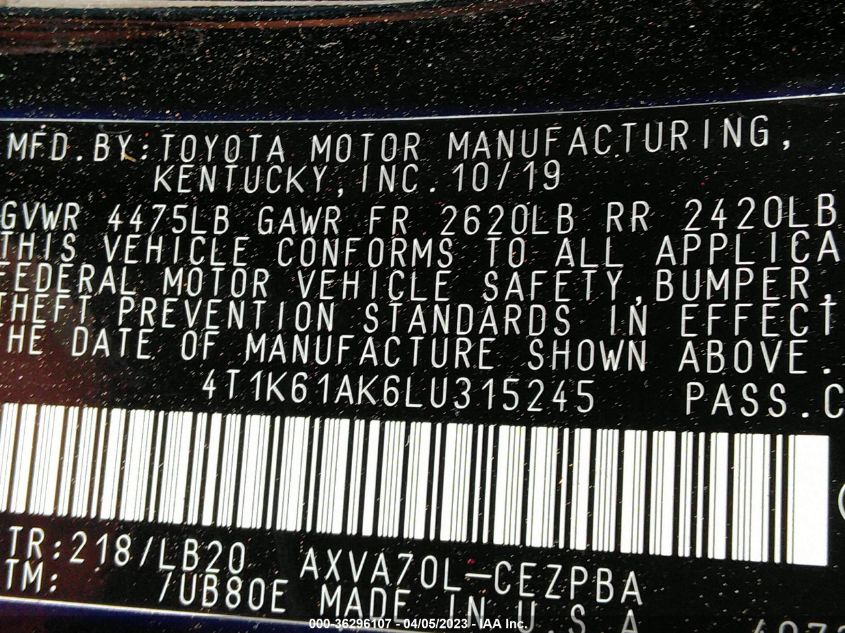 MFD.BY:TOYOTA MOTOR MANUFACTURING,
KENTUCKY,INC.10/19
GVWR 4475LB GAWR FR 2620LB RR 2420LB
THIS VEHICLE CONFORMS TO ALL APPLICA
FEDERAL MOTOR VEHICLE SAFETY,BUMPER,
THEFT PREVENTION STANDARDS IN EFFECT
THE DATE OF MANUFACTURE SHOWN ABOVE.
4T1K61AK6LU315245 PASS.C
TR:218/LB20 AXVA70L-CEZPBA
TM: /UB80E MADE IN U.S.A
000-36296107 - 04/05/2023 - IAA Inc.